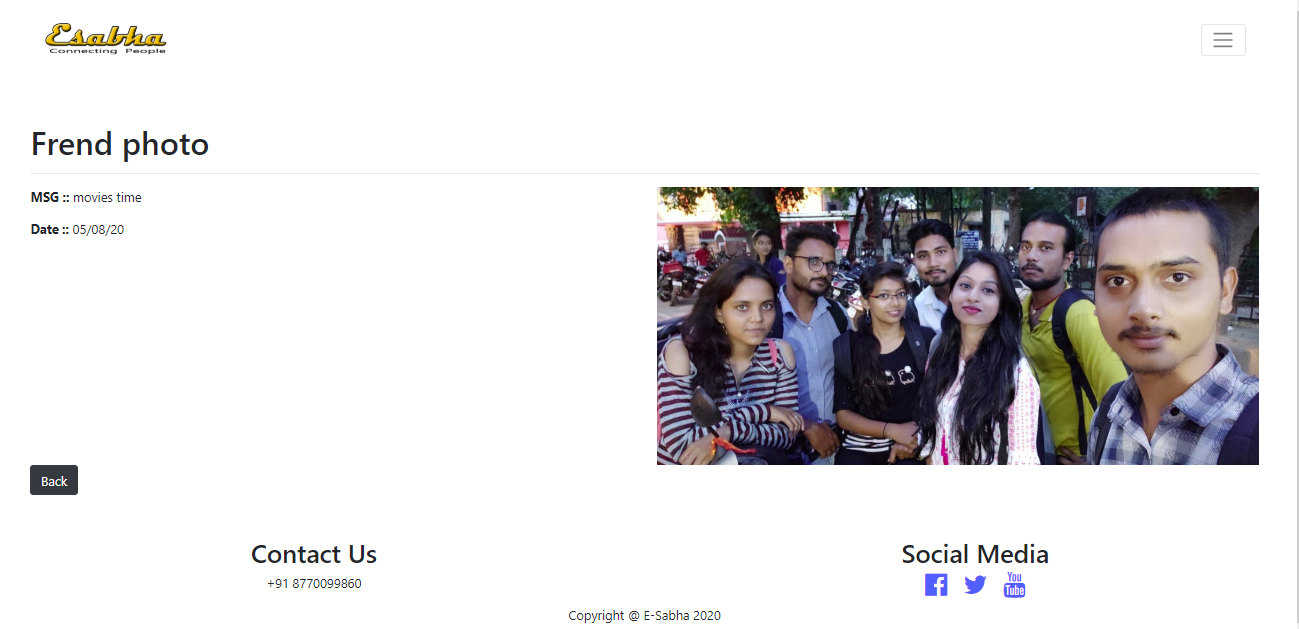 Esabha
Connecting People
Frend photo
MSG :: movies time
Date :: 05/08/20
Back
Contact Us
+91 8770099860
Social Media
You
Tube
Copyright @ E-Sabha 2020